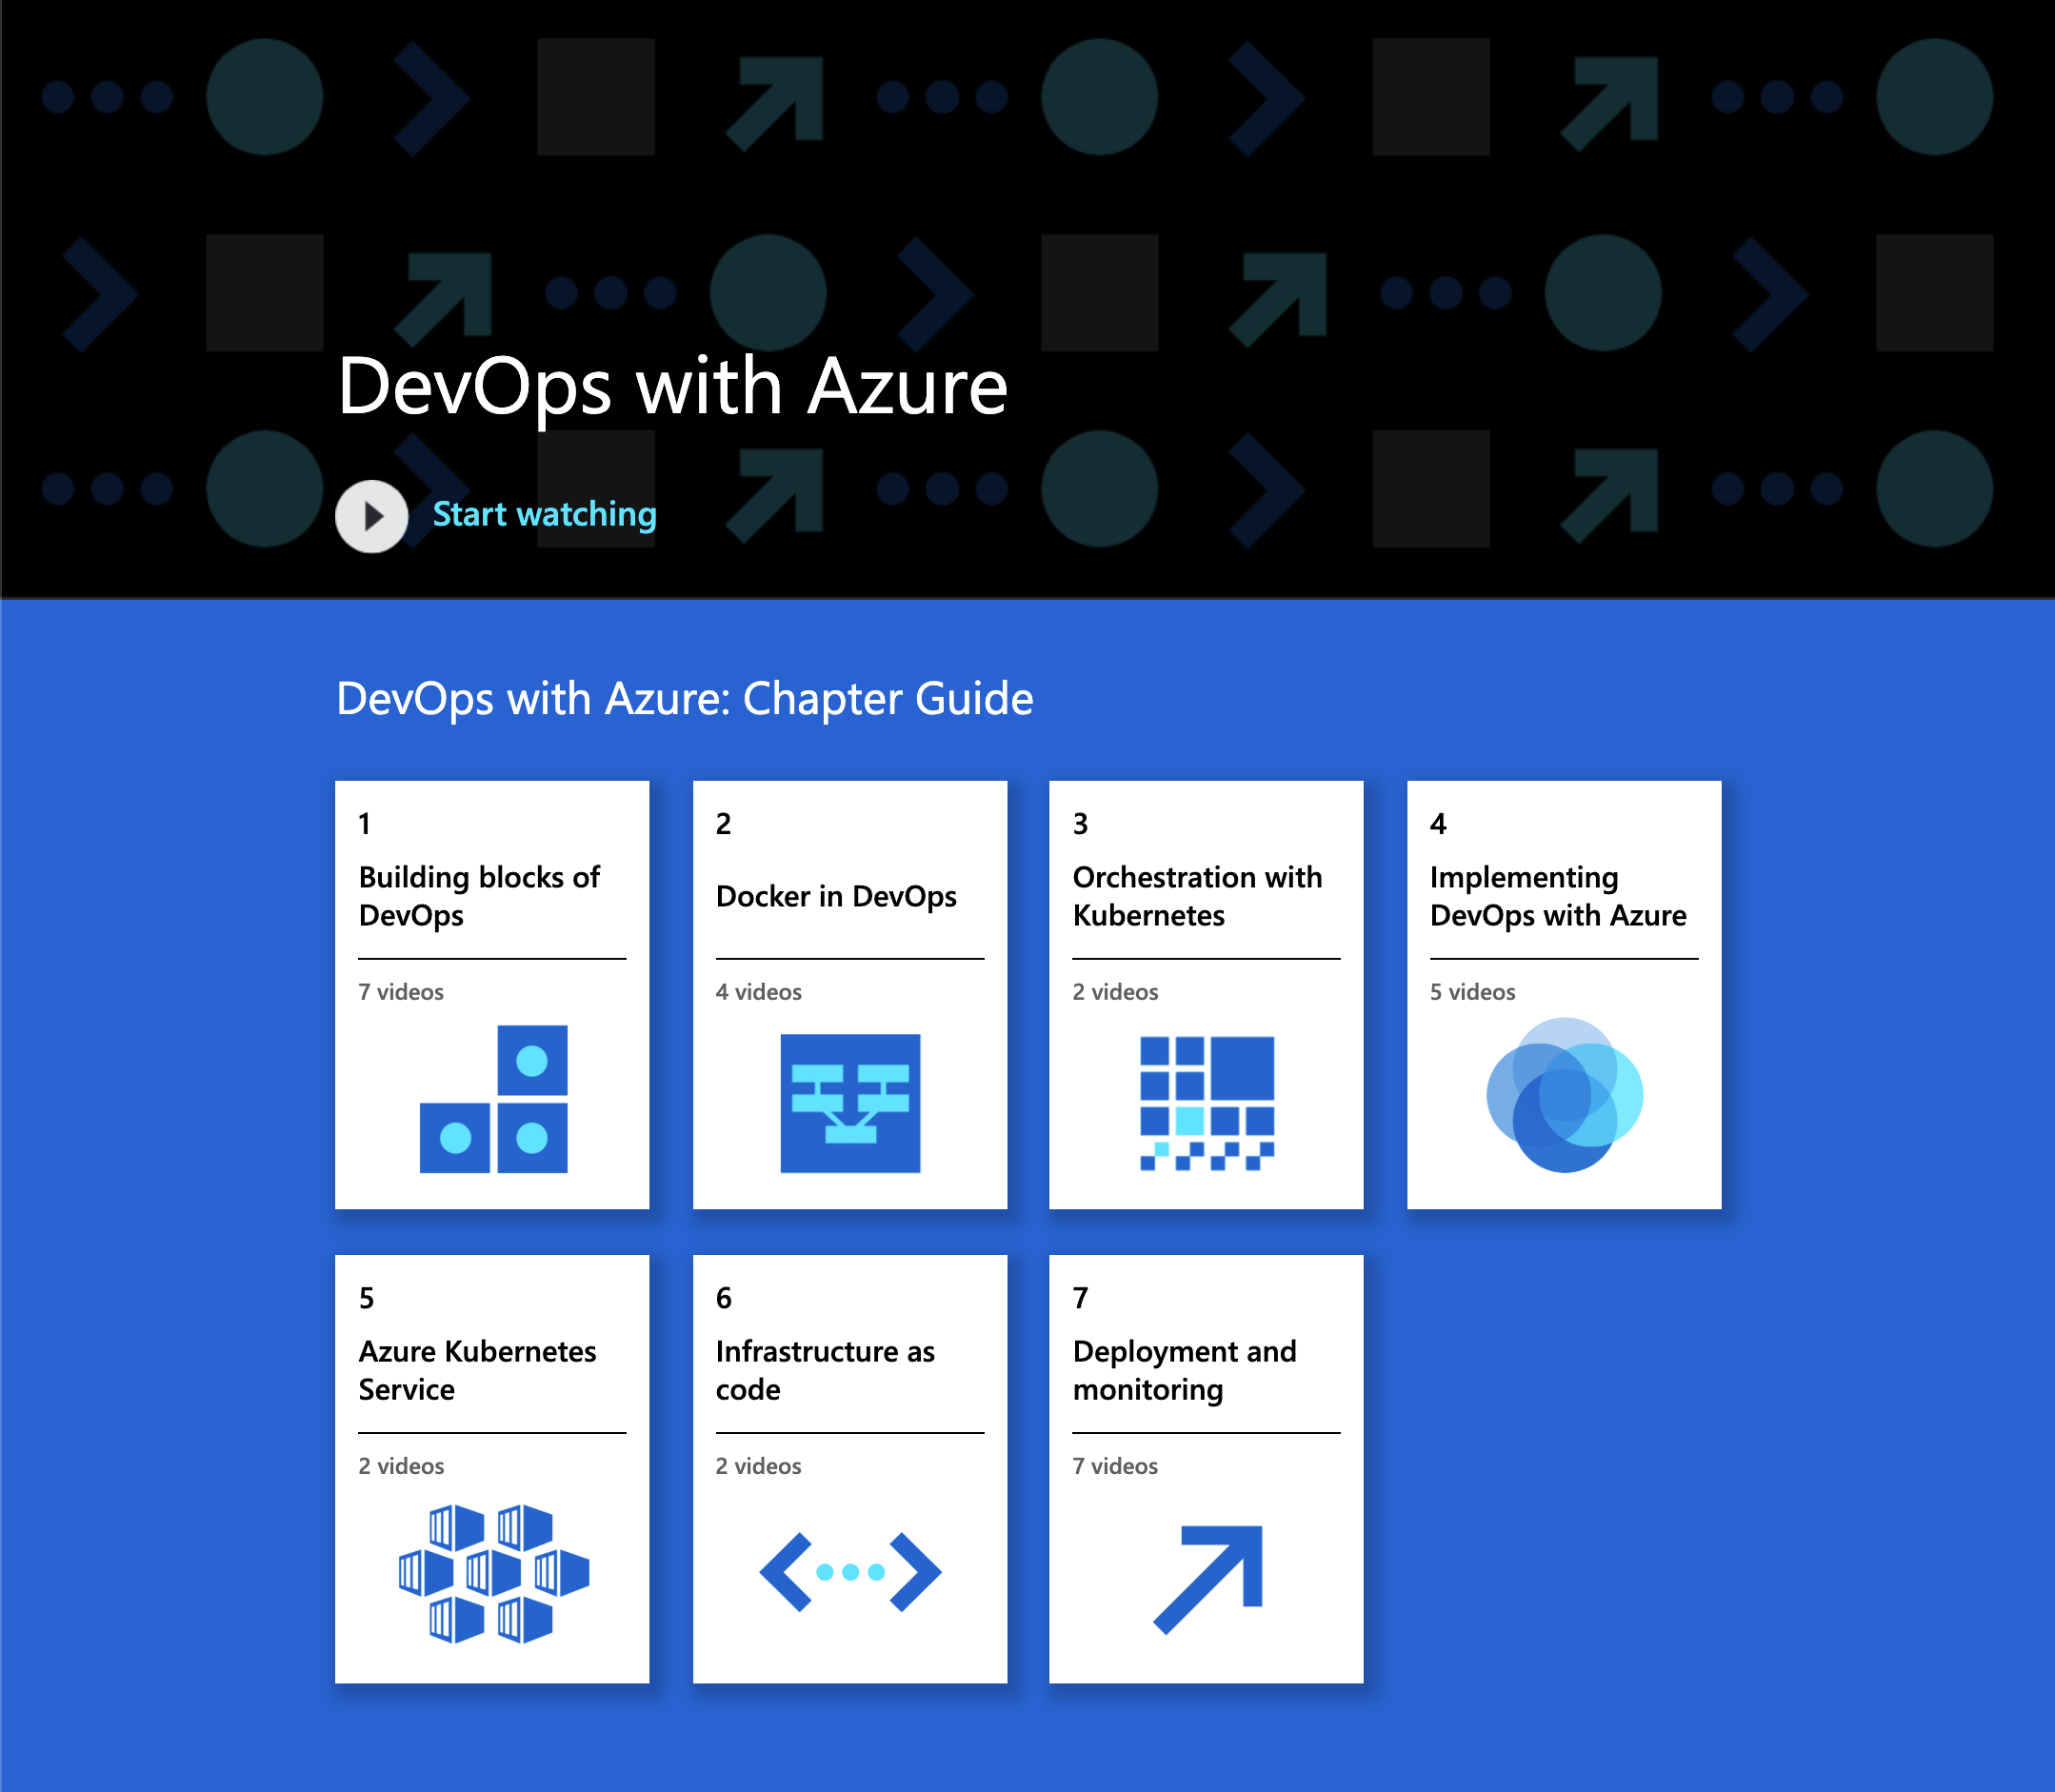 DevOps with Azure
Start watching
DevOps with Azure: Chapter Guide
1
Building blocks of
DevOps
7 videos
2
Docker in DevOps
4 videos
3
Orchestration with
Kubernetes
2 videos
4
Implementing
DevOps with Azure
5 videos
5
Azure Kubernetes
Service
2 videos
6
Infrastructure as
code
2 videos
7
Deployment and
monitoring
7 videos